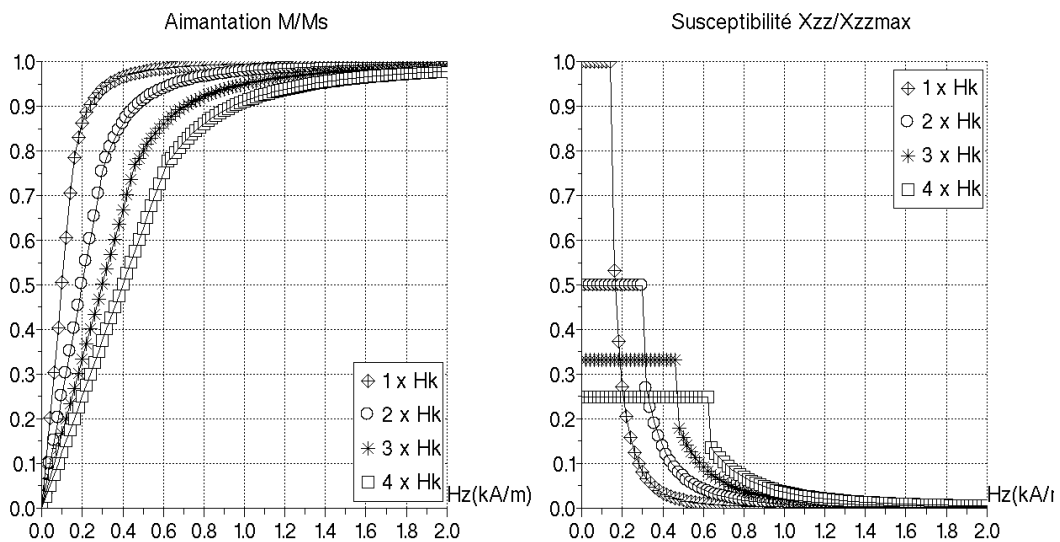 Aimantation M/Ms
1.0
0.9
0.8
0.7
0.6
0.5
0.4
0.3
0.2
0.1
0.0
0.0 0.2 0.4 0.6 0.8 1.0 1.2 1.4 1.6 1.8 2.0
Hz(kA/m)
1 x Hk
2 x Hk
3 x Hk
4 x Hk
Susceptibilité Xzz/Xzzmax
1.0
0.9
0.8
0.7
0.6
0.5
0.4
0.3
0.2
0.1
0.0
0.0 0.2 0.4 0.6 0.8 1.0 1.2 1.4 1.6 1.8 2.0
Hz(kA/r
1 x Hk
2 x Hk
3 x Hk
4 x Hk